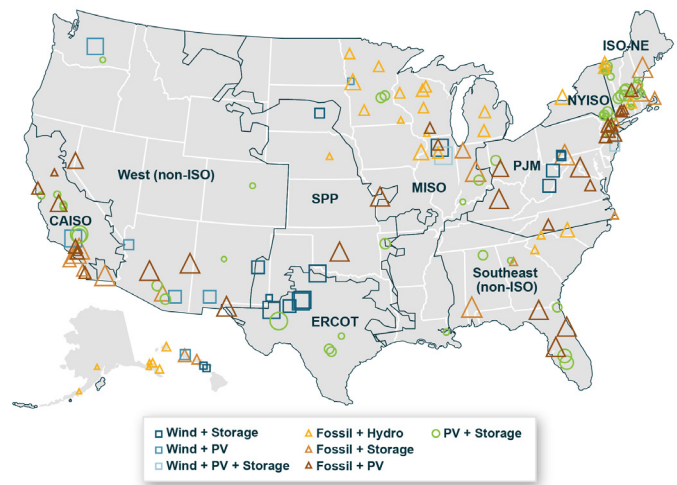 ISO-NE
NYISO
PJM
West (non-ISO)
SPP
MISO
CAISO
Southeast
(non-ISO)
ERCOT
Wind + Storage
Fossil + Hydro
PV + Storage
Wind + PV
Fossil + Storage
Wind + PV + Storage
Fossil + PV